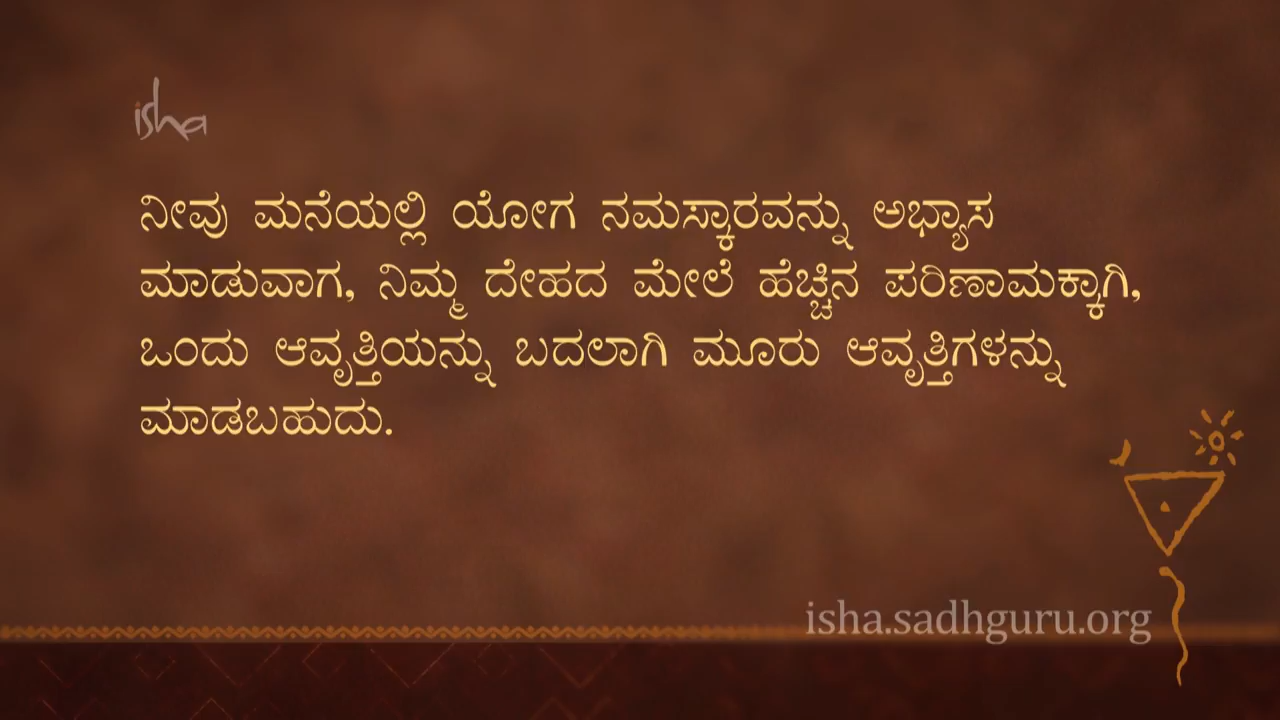 isha
ನೀವು ಮನೆಯಲ್ಲಿ ಯೋಗ ನಮಸ್ಕಾರವನ್ನು ಅಭ್ಯಾಸ
ಮಾಡುವಾಗ, ನಿಮ್ಮ ದೇಹದ ಮೇಲೆ ಹೆಚ್ಚಿನ ಪರಿಣಾಮಕ್ಕಾಗಿ,
ಒಂದು ಆವೃತ್ತಿಯನ್ನು ಬದಲಾಗಿ ಮೂರು ಆವೃತ್ತಿಗಳನ್ನು
ಮಾಡಬಹುದು.
isha.sadhguru.org